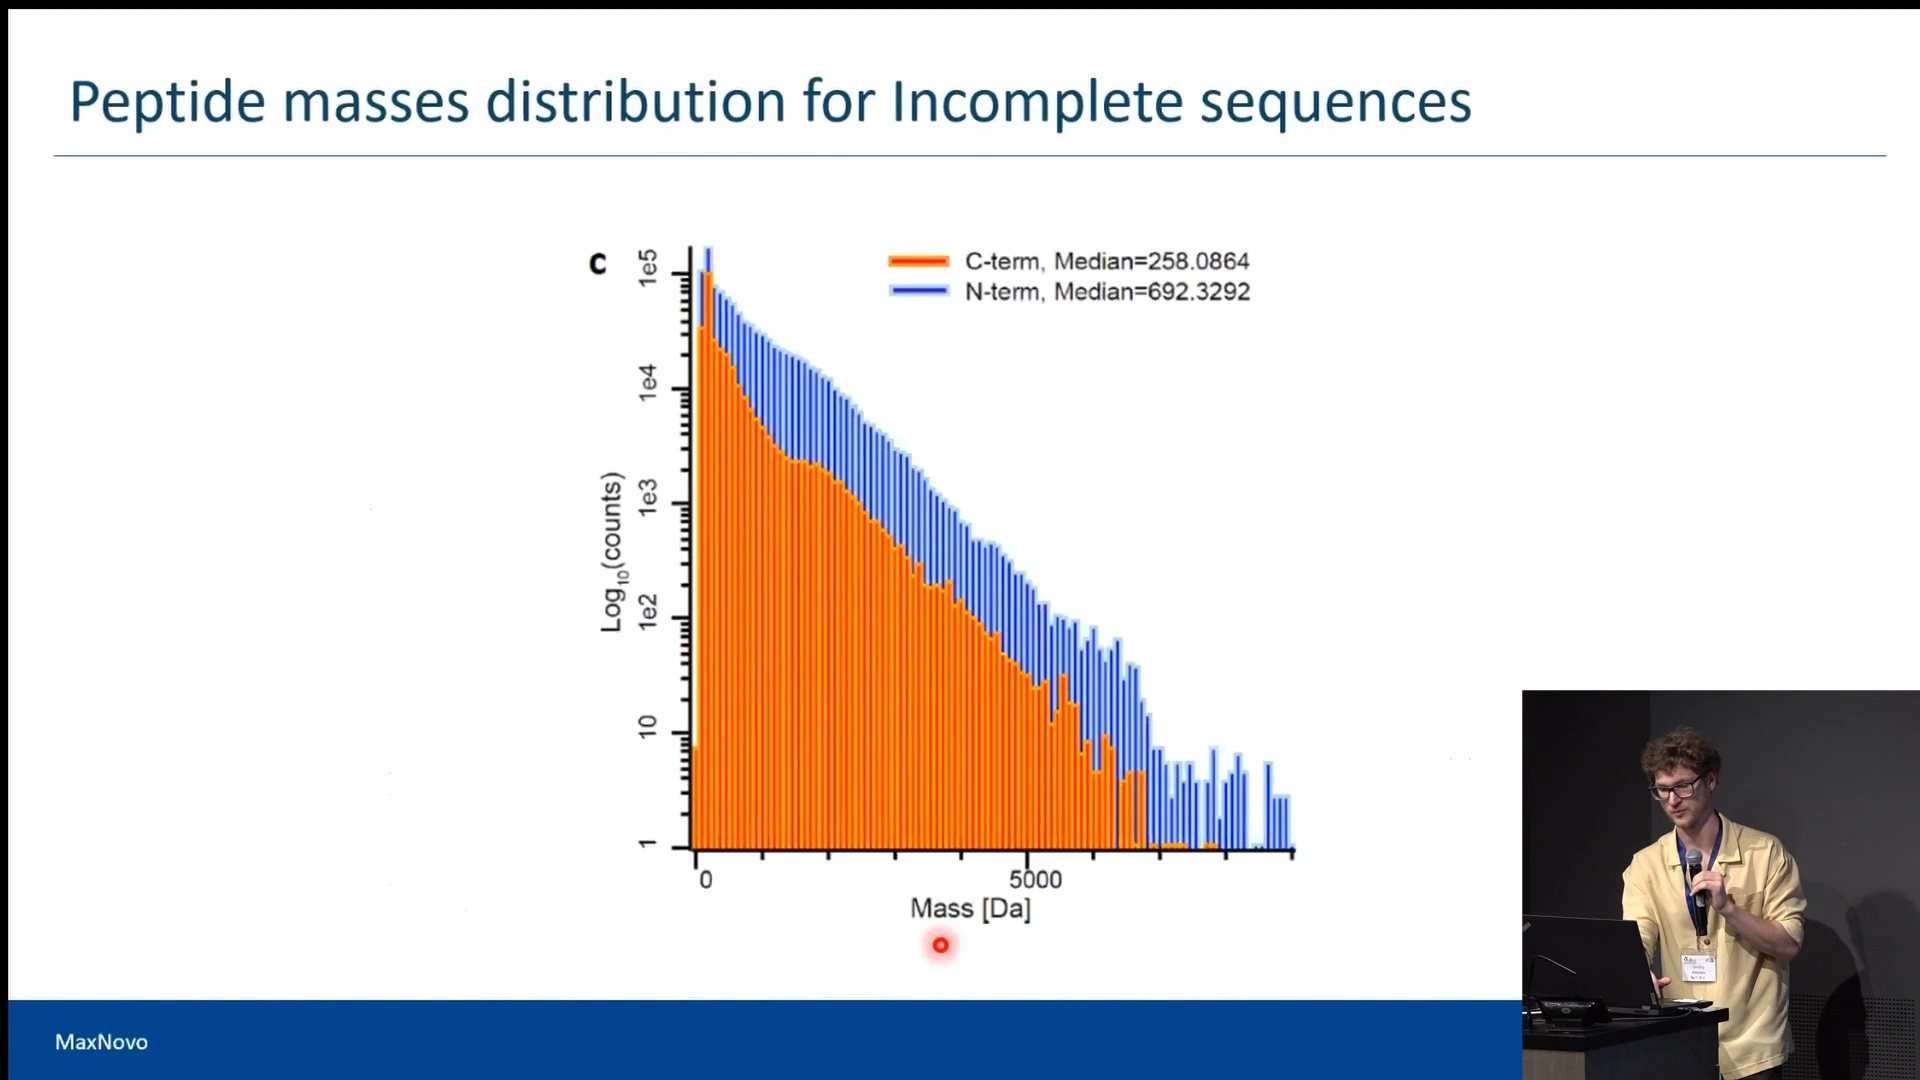 Peptide masses distribution for Incomplete sequences
c
C-term, Median=258.0864
N-term, Median=692.3292
Log10(counts)
1e5
1e4
1e3
1e2
10
1
0
5000
Mass [Da]
MaxNovo